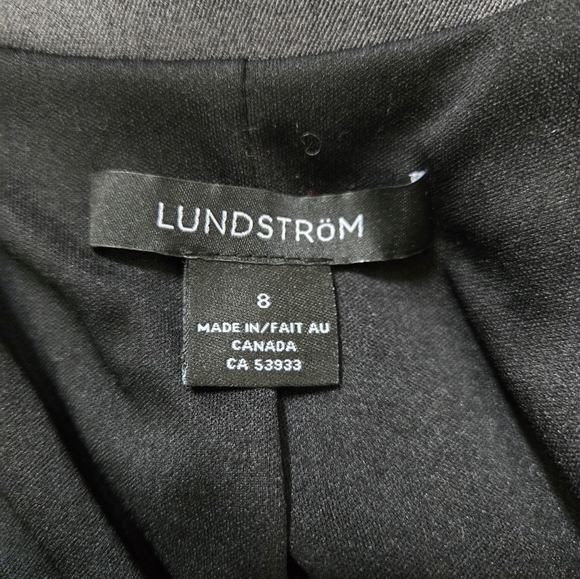 LUNDSTRöM
8
MADE IN/FAIT AU
CANADA
CA 53933